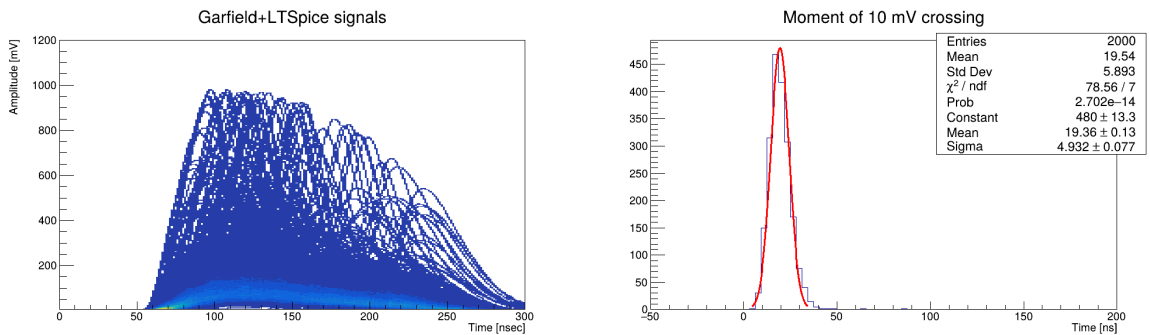 Garfield+LTSpice signals
Amplitude [mV]
1200
1000
800
600
400
200
0
50
100
150
200
250
300
Time [nsec]
Moment of 10 mV crossing
Entries 2000
Mean 19.54
Std Dev 5.893
χ² / ndf 78.56 / 7
Prob 2.702e−14
Constant 480 ± 13.3
Mean 19.36 ± 0.13
Sigma 4.932 ± 0.077
450
400
350
300
250
200
150
100
50
0
−50
0
50
100
150
200
Time [ns]